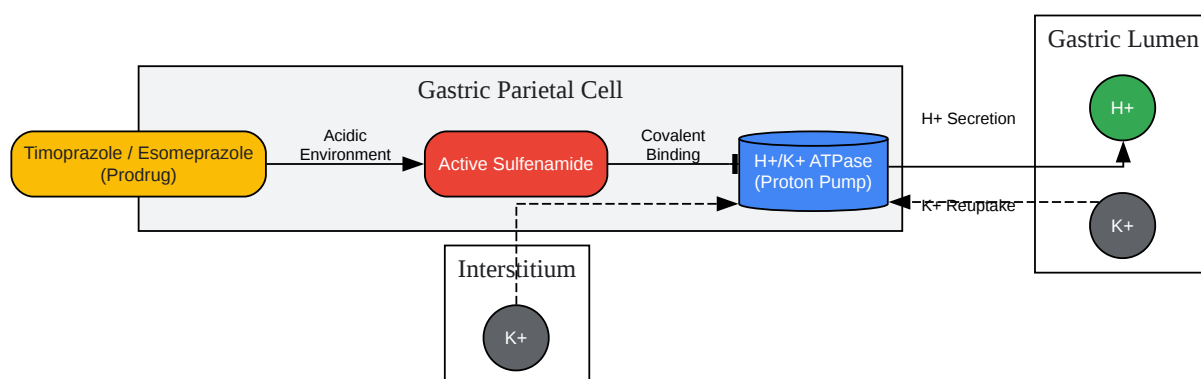 Gastric Lumen
Gastric Parietal Cell
H+
H+ Secretion
Acidic
Environment
Covalent
Binding
Timoprazole / Esomeprazole
(Prodrug)
Active Sulfenamide
H+/K+ ATPase
(Proton Pump)
K+ Reuptake
K+
Interstitium
K+